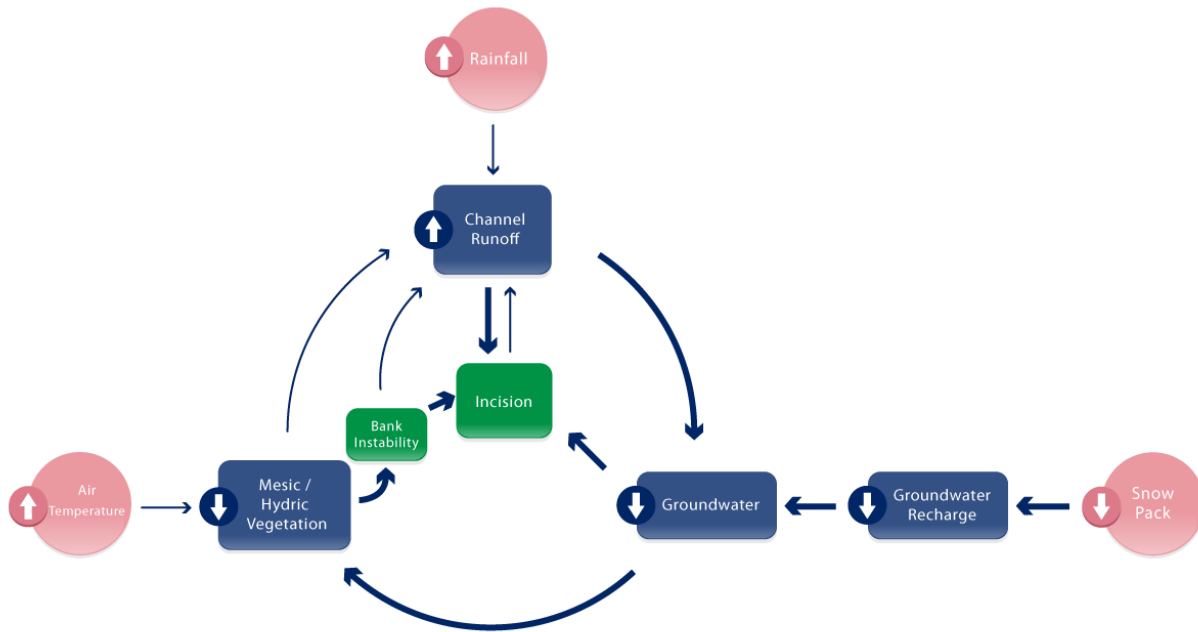 Rainfall
Channel
Runoff
Incision
Bank
Instability
Air
Temperature
Mesic /
Hydric
Vegetation
Groundwater
Groundwater
Recharge
Snow
Pack